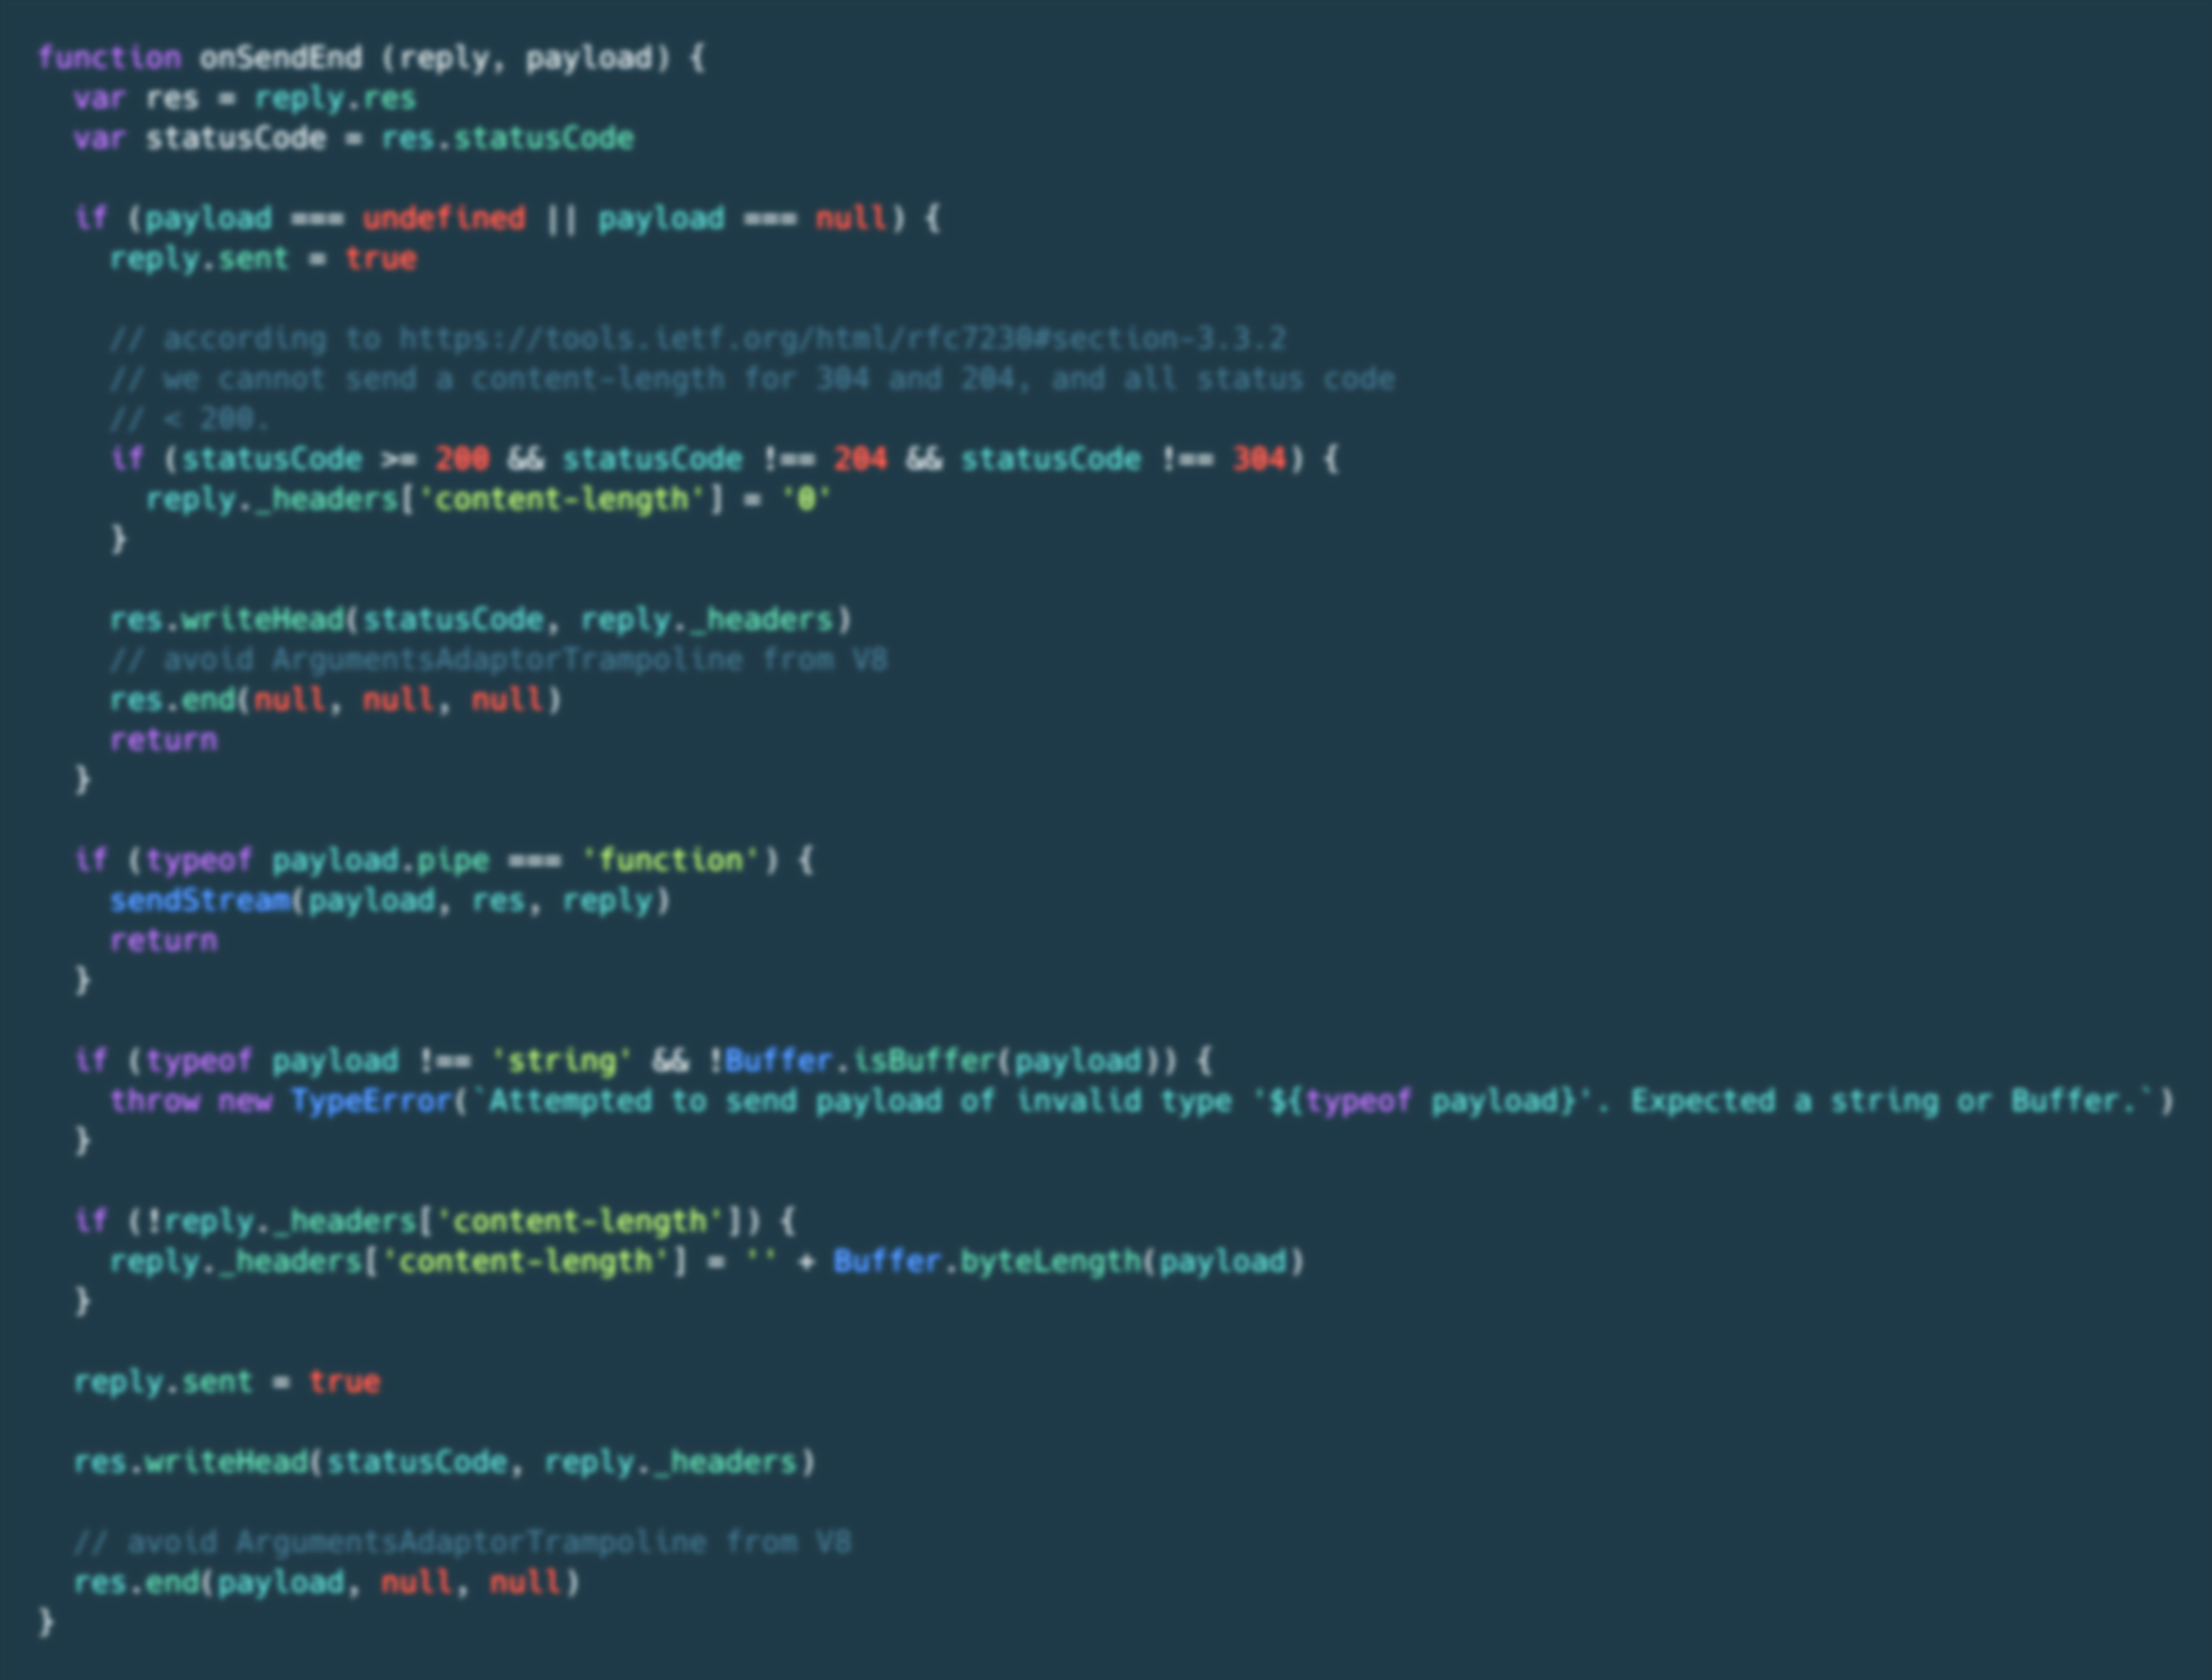 function onSendEnd (reply, payload) {
  var res = reply.res
  var statusCode = res.statusCode

  if (payload === undefined || payload === null) {
    reply.sent = true

    // according to https://tools.ietf.org/html/rfc7230#section-3.3.2
    // we cannot send a content-length for 304 and 204, and all status code
    // < 200.
    if (statusCode >= 200 && statusCode !== 204 && statusCode !== 304) {
      reply._headers['content-length'] = '0'
    }

    res.writeHead(statusCode, reply._headers)
    // avoid ArgumentsAdaptorTrampoline from V8
    res.end(null, null, null)
    return
  }

  if (typeof payload.pipe === 'function') {
    sendStream(payload, res, reply)
    return
  }

  if (typeof payload !== 'string' && !Buffer.isBuffer(payload)) {
    throw new TypeError(`Attempted to send payload of invalid type '${typeof payload}'. Expected a string or Buffer.`)
  }

  if (!reply._headers['content-length']) {
    reply._headers['content-length'] = '' + Buffer.byteLength(payload)
  }

  reply.sent = true

  res.writeHead(statusCode, reply._headers)

  // avoid ArgumentsAdaptorTrampoline from V8
  res.end(payload, null, null)
}